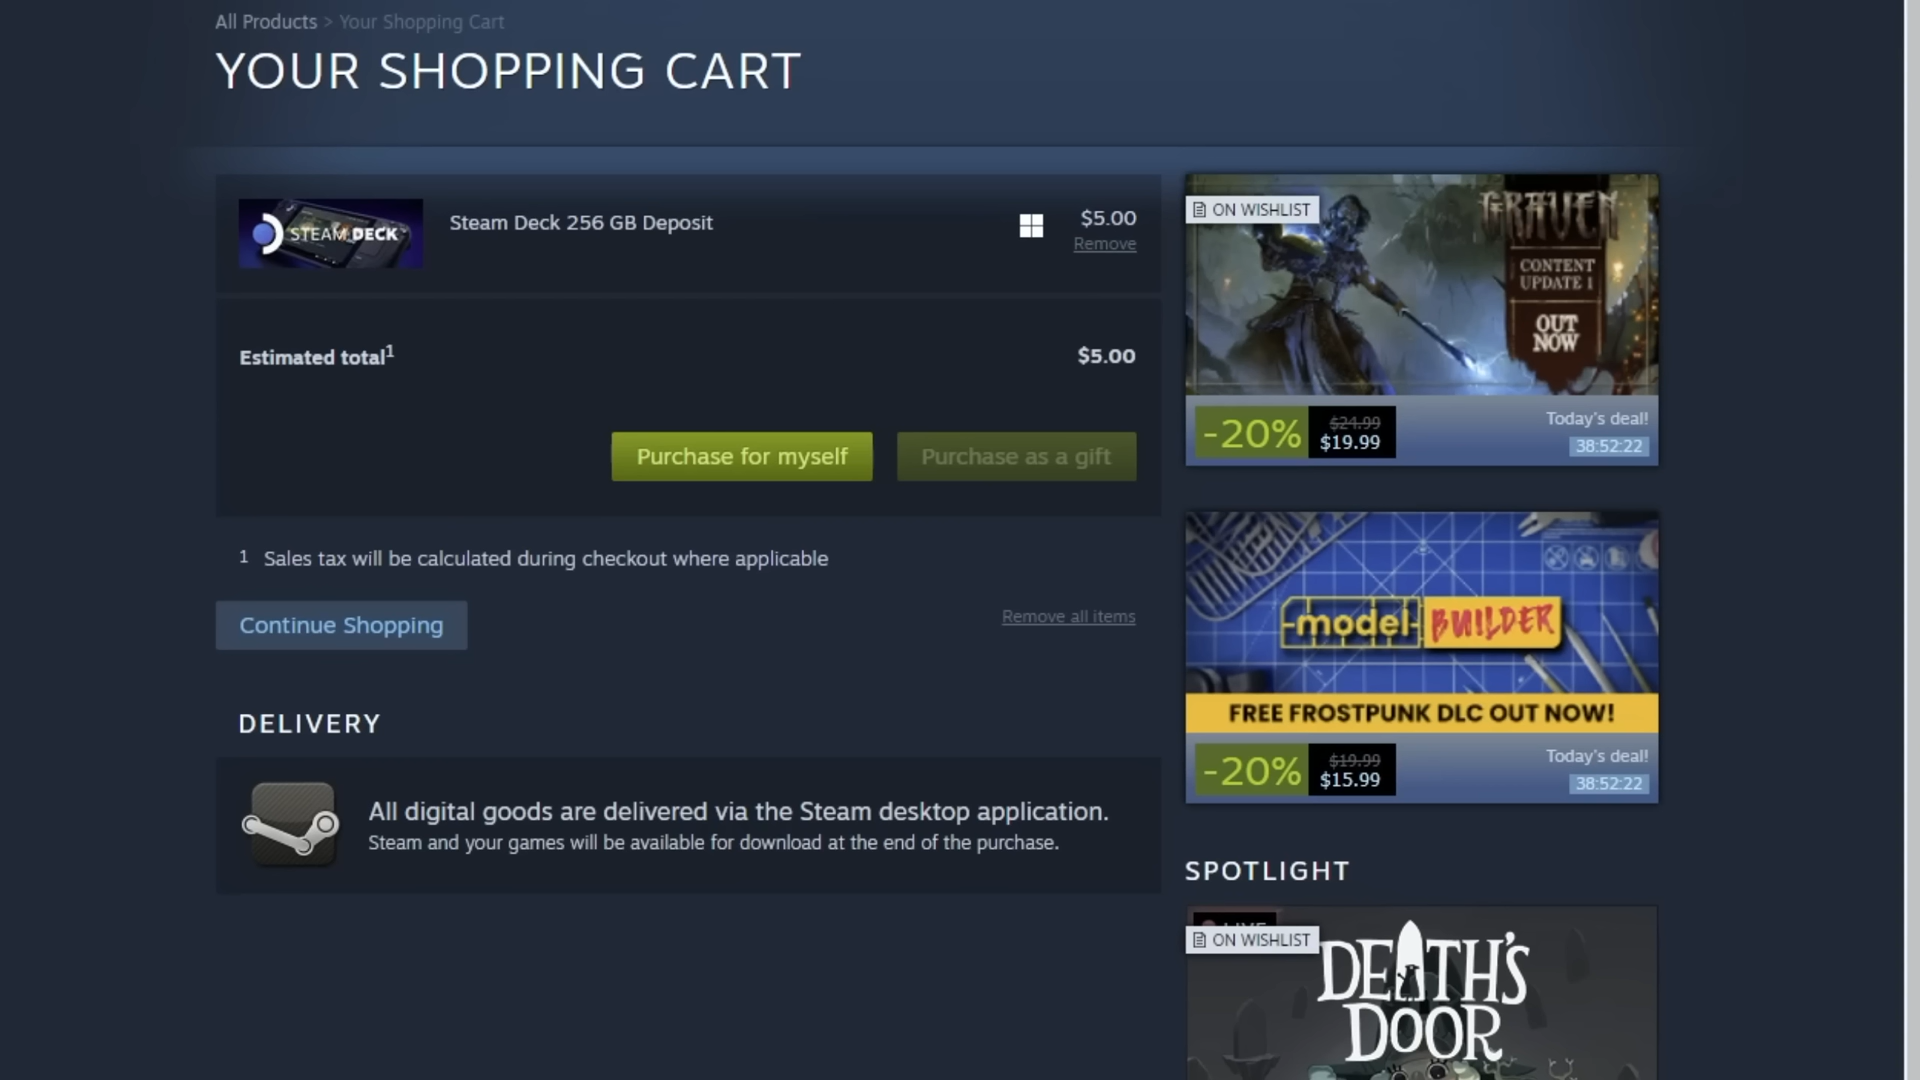 All Products > Your Shopping Cart
YOUR SHOPPING CART
STEAM DECK
Steam Deck 256 GB Deposit
$5.00
Remove
Estimated total1
$5.00
Purchase for myself
Purchase as a gift
1 Sales tax will be calculated during checkout where applicable
Continue Shopping
Remove all items
DELIVERY
All digital goods are delivered via the Steam desktop application.
Steam and your games will be available for download at the end of the purchase.
ON WISHLIST
GRAVEN
CONTENT
UPDATE 1
OUT
NOW
-20%
$24.99
$19.99
Today's deal!
38:52:22
model BUILDER
FREE FROSTPUNK DLC OUT NOW!
-20%
$19.99
$15.99
Today's deal!
38:52:22
SPOTLIGHT
LIVE
ON WISHLIST
DEATH'S
DOOR